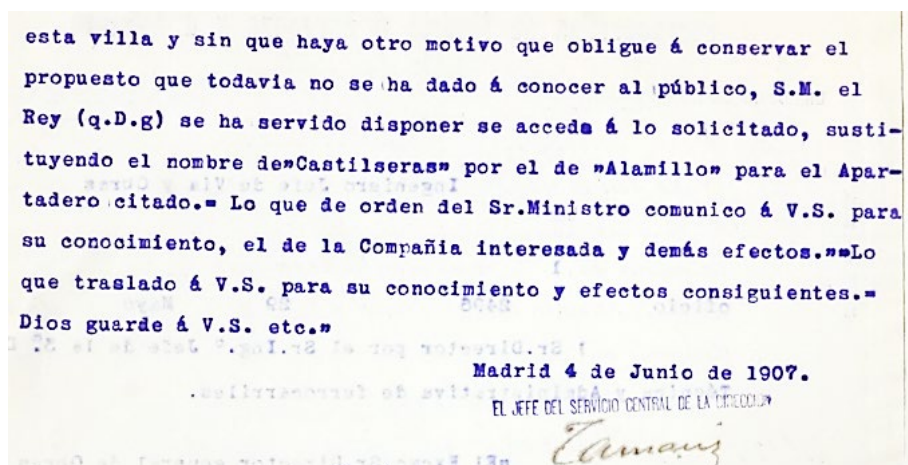 esta villa y sin que haya otro motivo que obligue á conservar el
propuesto que todavia no se ha dado á conocer al público, S.M. el
Rey (q.D.g) se ha servido disponer se acceda á lo solicitado, susti-
tuyendo el nombre de"Castilseras" por el de "Alamillo" para el Apar-
tadero citado.= Lo que de orden del Sr.Ministro comunico á V.S. para
su conocimiento, el de la Compañia interesada y demás efectos."=Lo
que traslado á V.S. para su conocimiento y efectos consiguientes.=
Dios guarde á V.S. etc."
Madrid 4 de Junio de 1907.
EL JEFE DEL SERVICIO CENTRAL DE LA DIRECCION